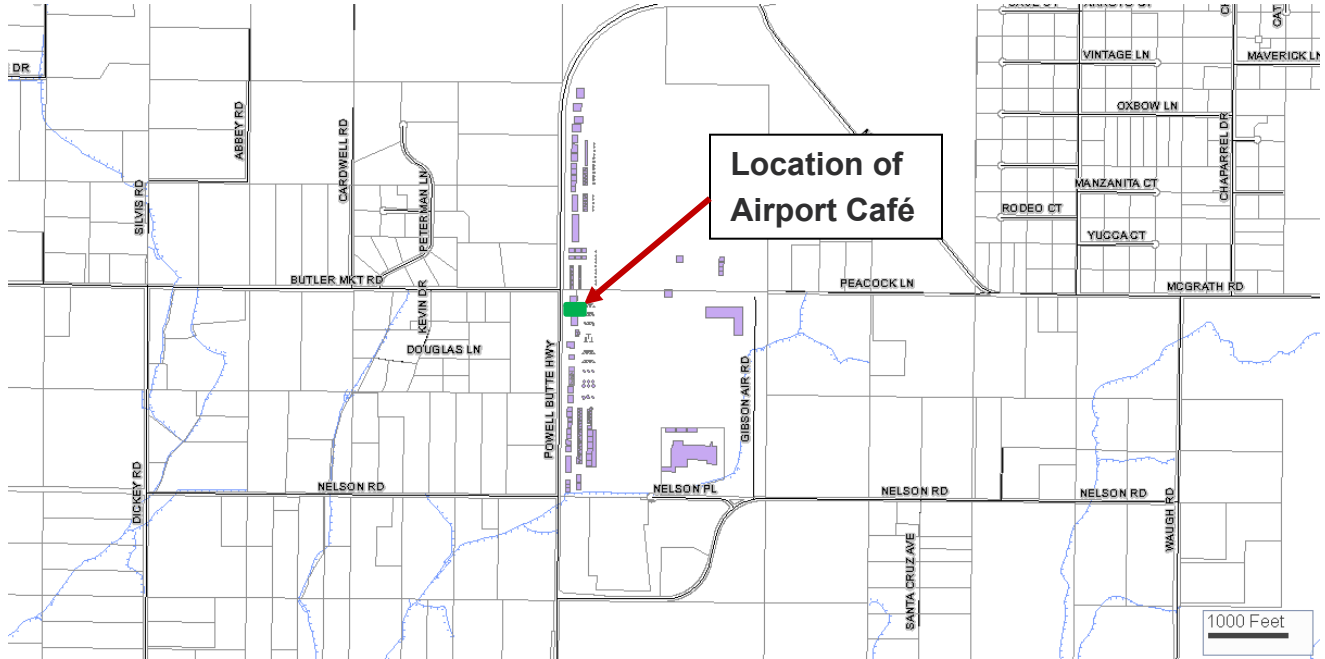 VINTAGE LN
MAVERICK LN
DR
OXBOW LN
ABBEY RD
CARDWELL RD
CHAPARREL DR
Location of
Airport Café
PETERMAN LN
SILVIS RD
MANZANITA CT
RODEO CT
YUCCA CT
BUTLER MKT RD
PEACOCK LN
MCGRATH RD
KEVIN DR
DOUGLAS LN
POWELL BUTTE HWY
GIBSON AIR RD
DICKEY RD
NELSON RD
NELSON PL
NELSON RD
NELSON RD
WAUGH RD
SANTA CRUZ AVE
1000 Feet